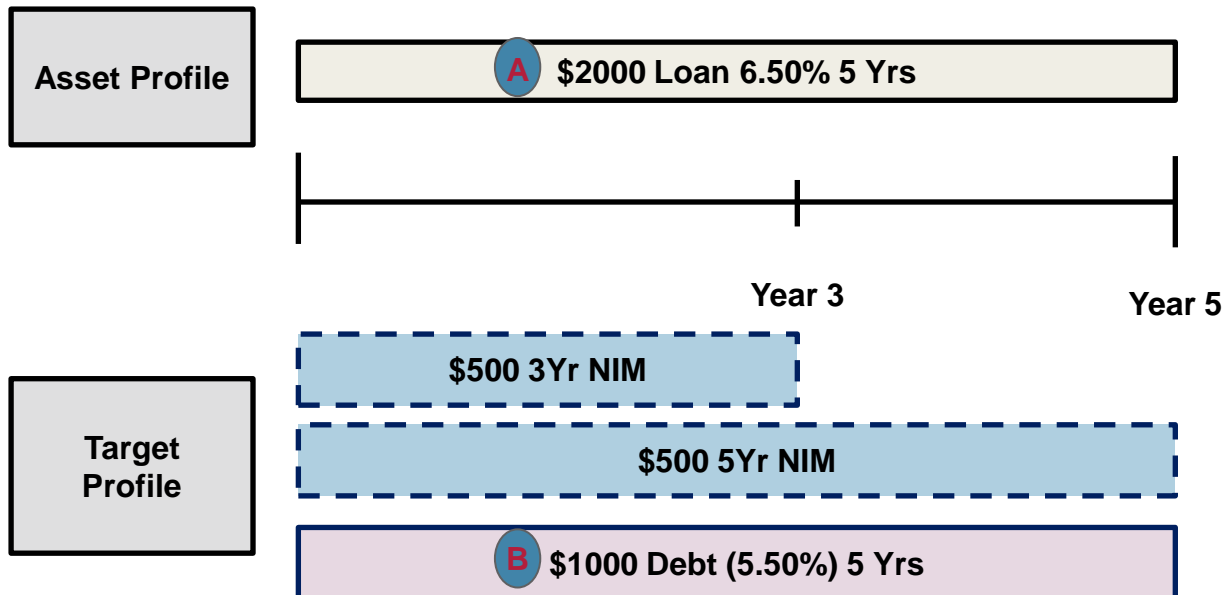 Asset Profile
A $2000 Loan 6.50% 5 Yrs
Year 3
Year 5
$500 3Yr NIM
Target
Profile
$500 5Yr NIM
B $1000 Debt (5.50%) 5 Yrs